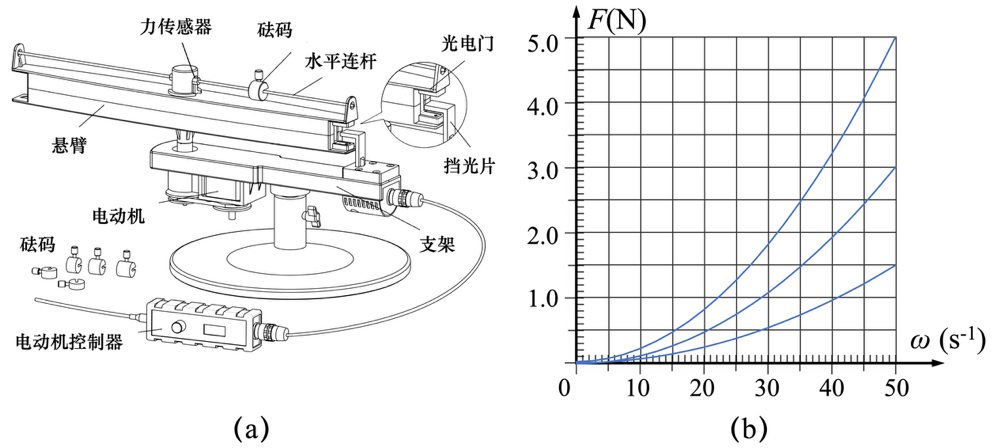 力传感器
砝码
水平连杆
光电门
悬臂
挡光片
电动机
支架
砝码
电动机控制器
(a)
F(N)
5.0
4.0
3.0
2.0
1.0
0
10
20
30
40
50
ω (s⁻¹)
(b)